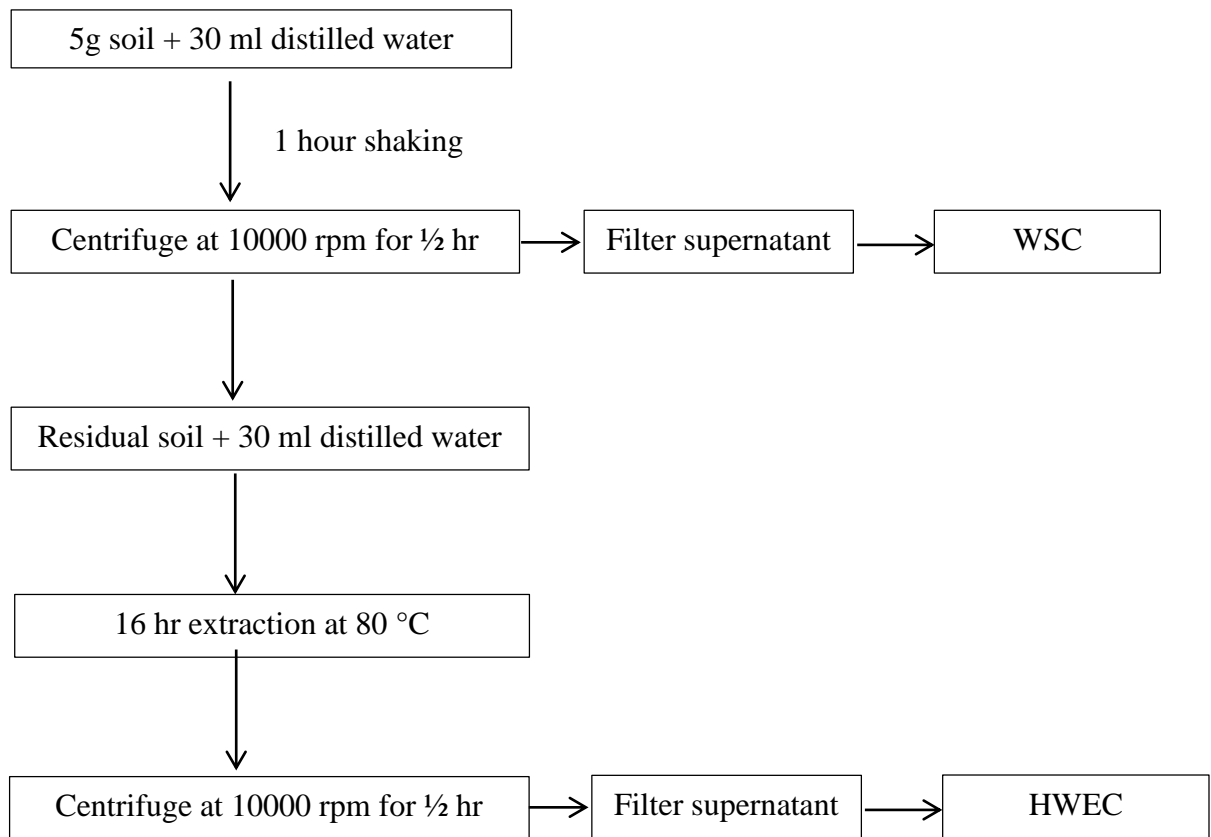 5g soil + 30 ml distilled water
1 hour shaking
Centrifuge at 10000 rpm for ½ hr
Filter supernatant
WSC
Residual soil + 30 ml distilled water
16 hr extraction at 80 °C
Centrifuge at 10000 rpm for ½ hr
Filter supernatant
HWEC